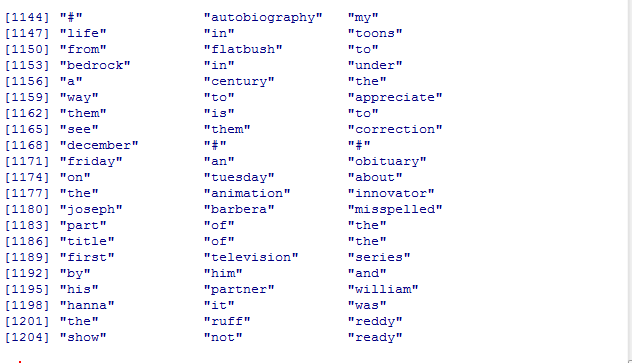 [1144] "#" "autobiography" "my"
[1147] "life" "in" "toons"
[1150] "from" "flatbush" "to"
[1153] "bedrock" "in" "under"
[1156] "a" "century" "the"
[1159] "way" "to" "appreciate"
[1162] "them" "is" "to"
[1165] "see" "them" "correction"
[1168] "december" "#" "#"
[1171] "friday" "an" "obituary"
[1174] "on" "tuesday" "about"
[1177] "the" "animation" "innovator"
[1180] "joseph" "barbera" "misspelled"
[1183] "part" "of" "the"
[1186] "title" "of" "the"
[1189] "first" "television" "series"
[1192] "by" "him" "and"
[1195] "his" "partner" "william"
[1198] "hanna" "it" "was"
[1201] "the" "ruff" "reddy"
[1204] "show" "not" "ready"